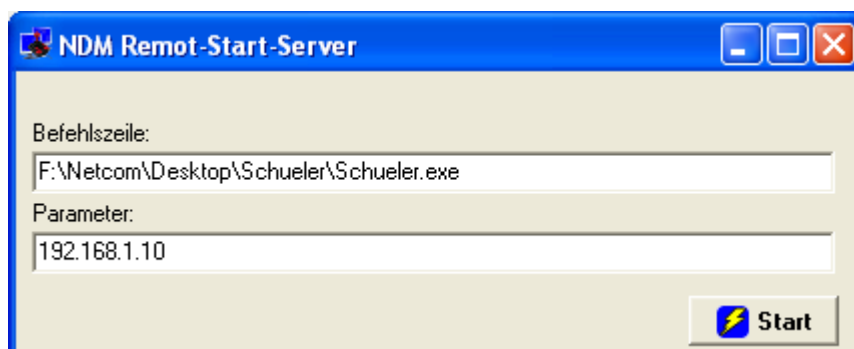 NDM Remot-Start-Server
Befehlszeile:
F:\Netcom\Desktop\Schueler\Schueler.exe
Parameter:
192.168.1.10
Start